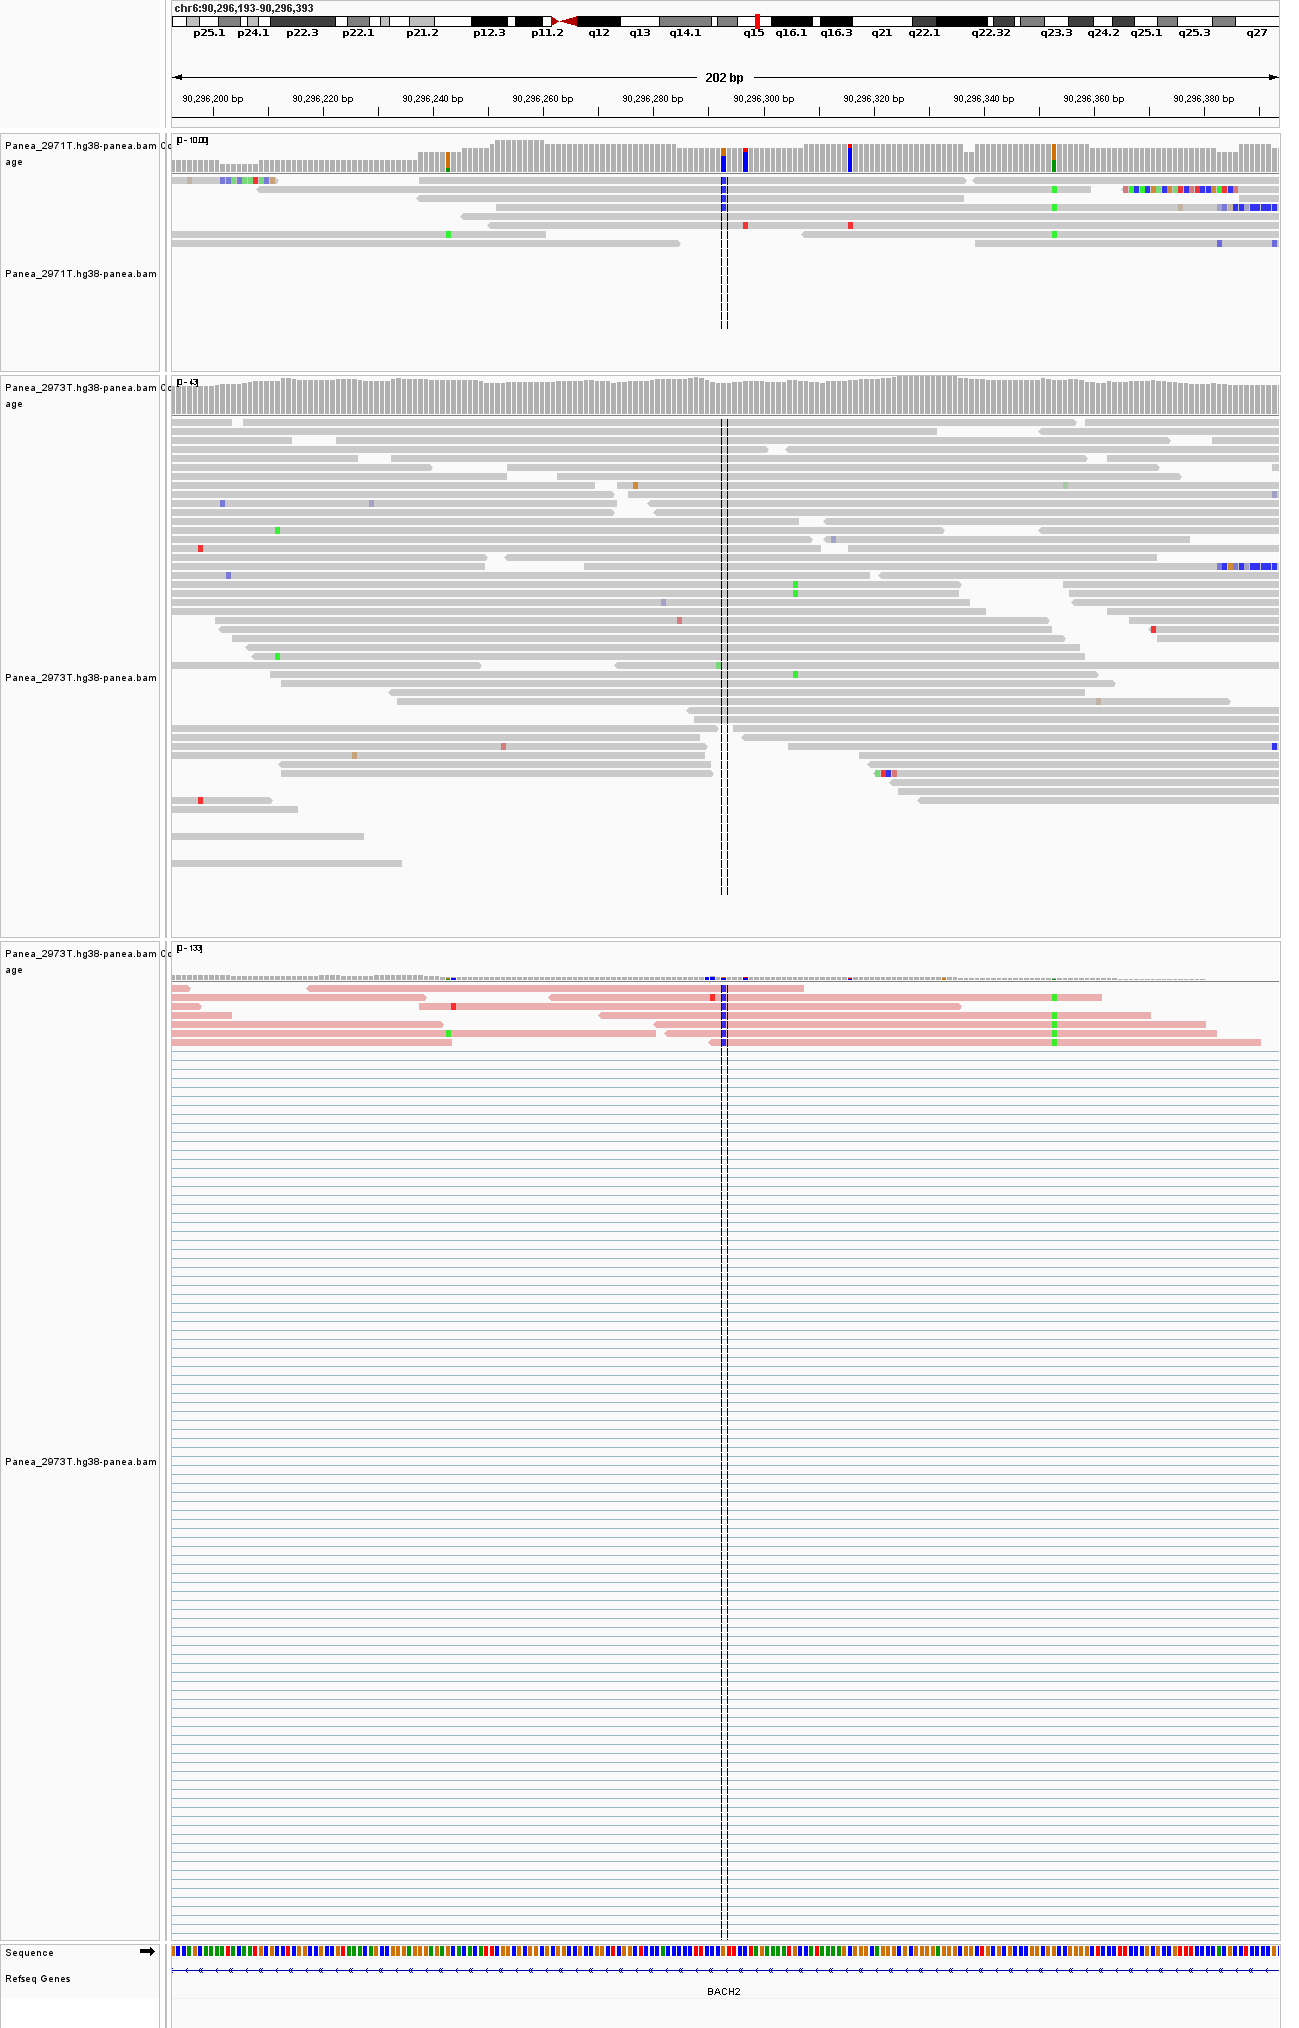 chr6:90,296,193-90,296,393
p25.1 p24.1 p22.3 p22.1 p21.2 p12.3 p11.2 q12 q13 q14.1 q15 q16.1 q16.3 q21 q22.1 q22.32 q23.3 q24.2 q25.1 q25.3 q27
202 bp
90,296,200 bp 90,296,220 bp 90,296,240 bp 90,296,260 bp 90,296,280 bp 90,296,300 bp 90,296,320 bp 90,296,340 bp 90,296,360 bp 90,296,380 bp
Panea_2971T.hg38-panea.bam Co
age
[0 - 10.00]
Panea_2971T.hg38-panea.bam
Panea_2973T.hg38-panea.bam Co
age
[0 - 43]
Panea_2973T.hg38-panea.bam
Panea_2973T.hg38-panea.bam Co
age
[0 - 133]
Panea_2973T.hg38-panea.bam
Sequence
Refseq Genes
BACH2